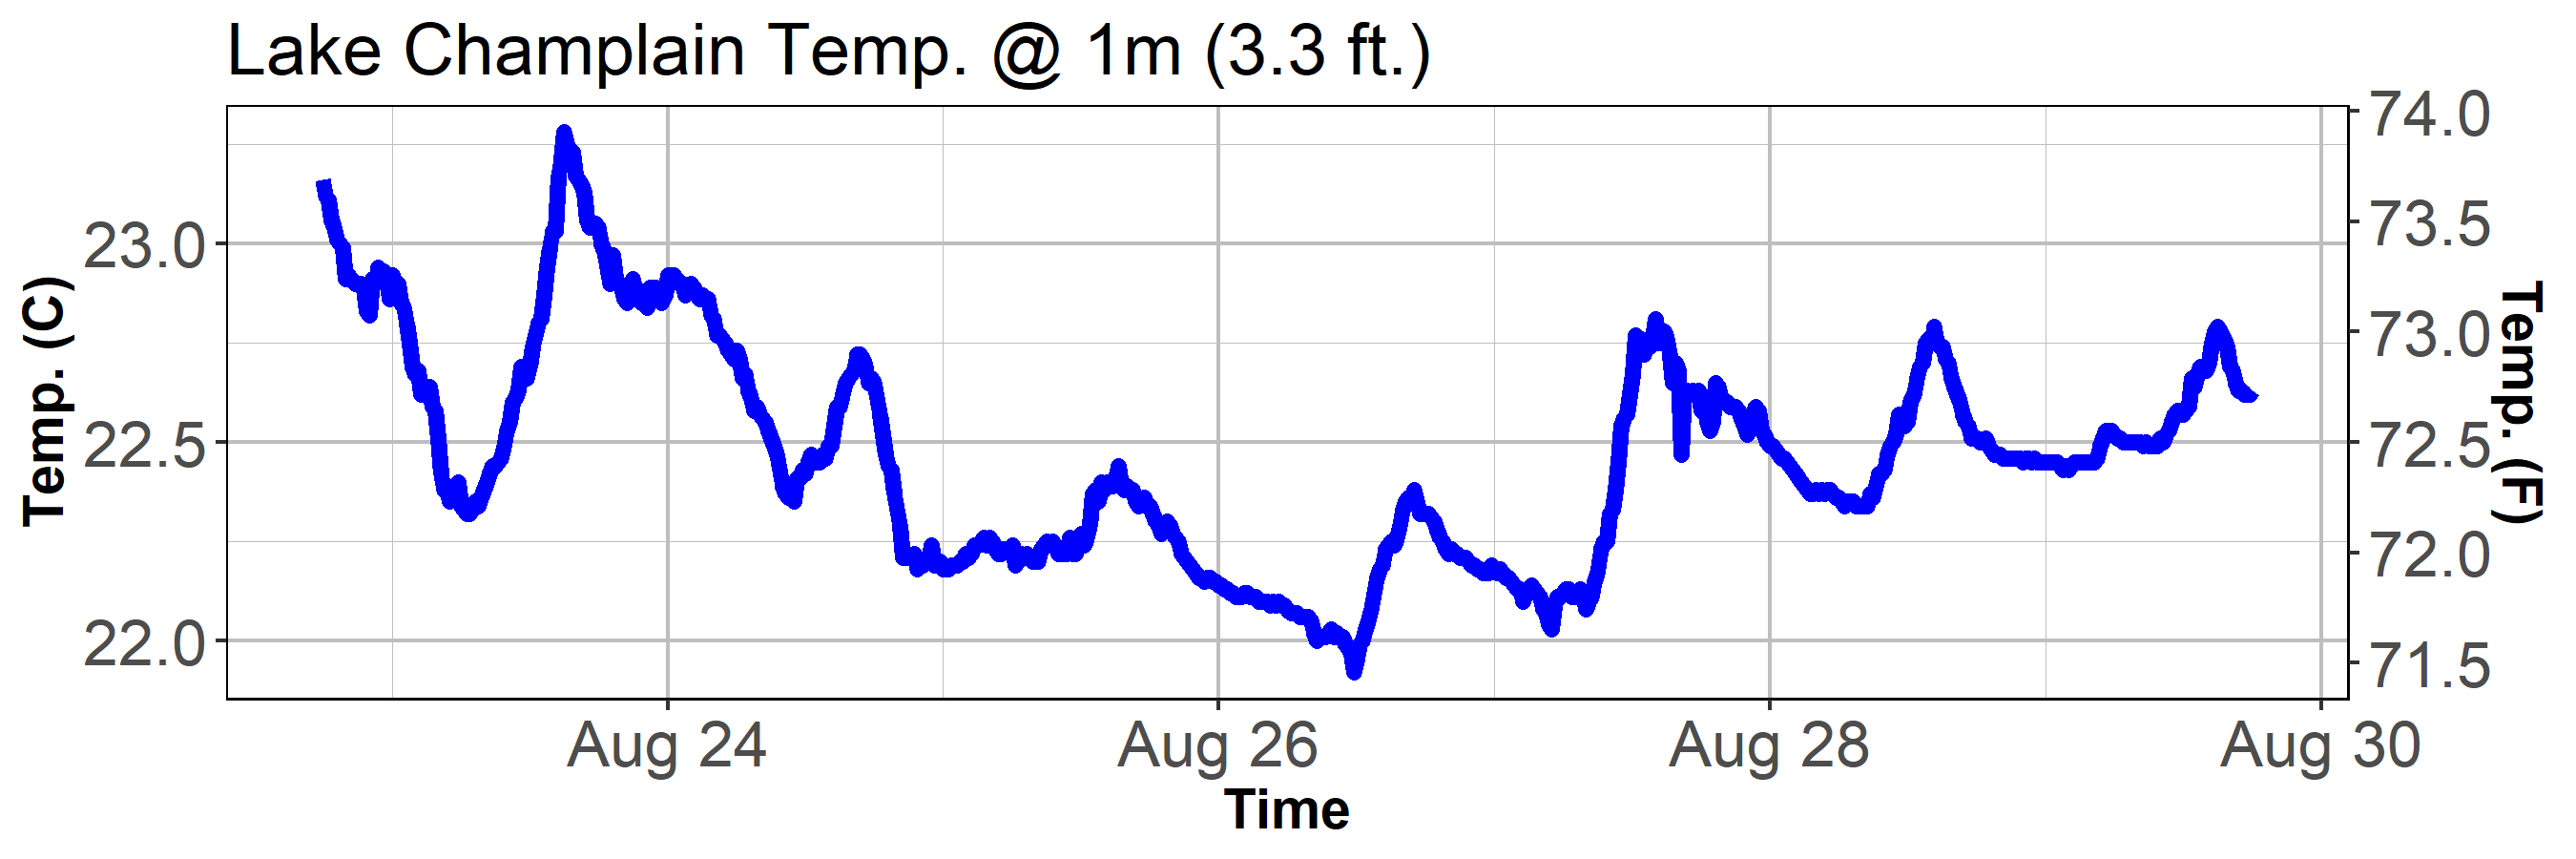 Lake Champlain Temp. @ 1m (3.3 ft.)
Temp. (C)
23.0
22.5
22.0
74.0
73.5
73.0
72.5
72.0
71.5
Temp. (F)
Aug 24
Aug 26
Aug 28
Aug 30
Time